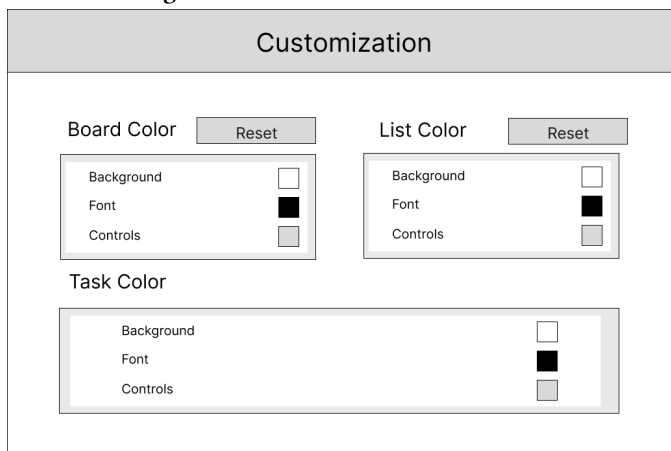 Customization
Board Color
Reset
Background
Font
Controls
List Color
Reset
Background
Font
Controls
Task Color
Background
Font
Controls